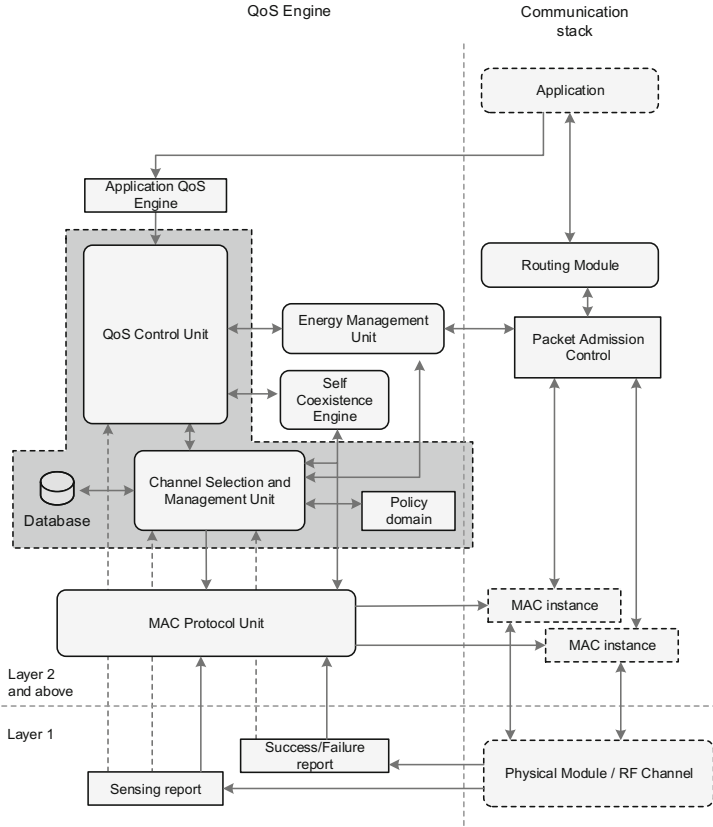 QoS Engine
Communication
stack
Application
Application QoS
Engine
Routing Module
QoS Control Unit
Energy Management
Unit
Packet Admission
Control
Self
Coexistence
Engine
Channel Selection and
Management Unit
Database
Policy
domain
MAC Protocol Unit
MAC instance
MAC instance
Layer 2
and above
Layer 1
Success/Failure
report
Sensing report
Physical Module / RF Channel